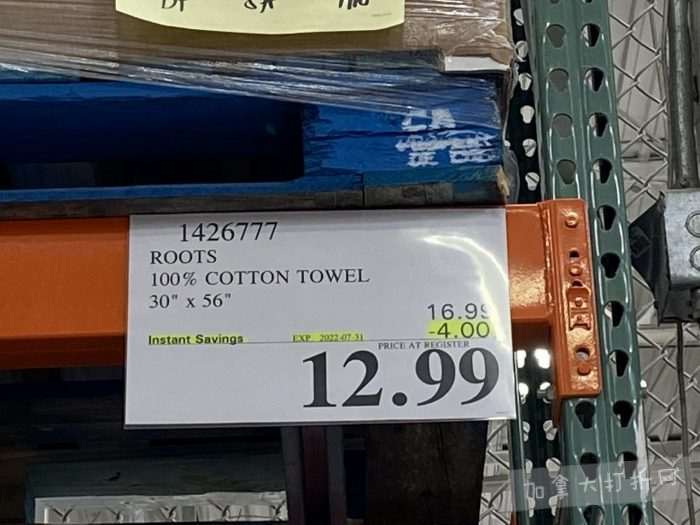 1426777
ROOTS
100% COTTON TOWEL
30" x 56"
16.99
-4.00
Instant Savings EXP 2022-07-31
PRICE AT REGISTER
12.99
加拿大打折网